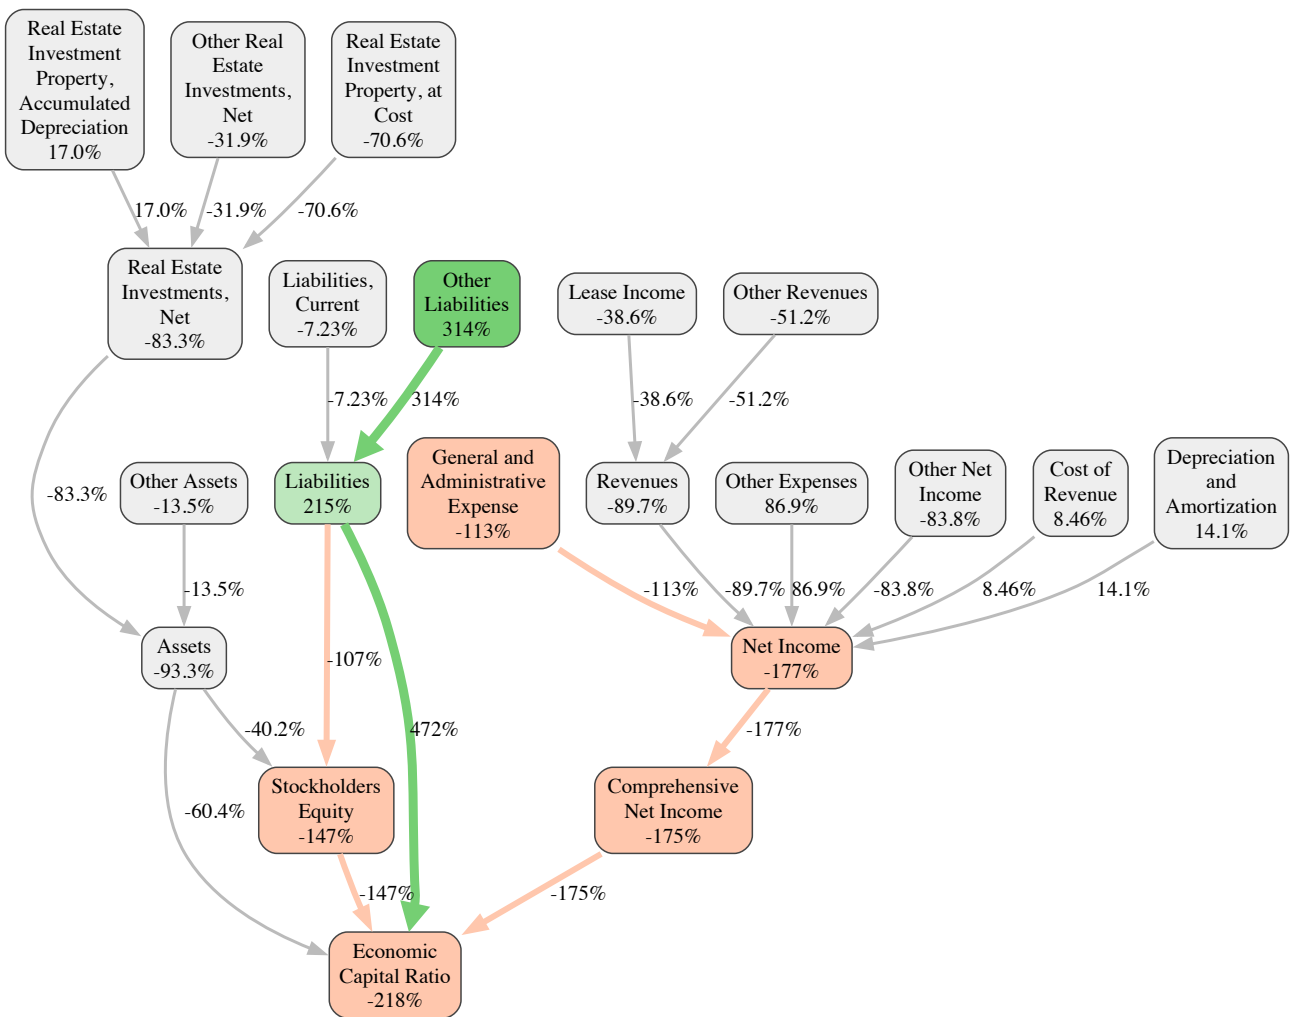 Real Estate
Investment
Property,
Accumulated
Depreciation
17.0%
Other Real
Estate
Investments,
Net
-31.9%
Real Estate
Investment
Property, at
Cost
-70.6%
17.0%
-31.9%
-70.6%
Real Estate
Investments,
Net
-83.3%
Liabilities,
Current
-7.23%
Other
Liabilities
314%
Lease Income
-38.6%
Other Revenues
-51.2%
-7.23%
314%
-38.6%
-51.2%
-83.3%
Other Assets
-13.5%
Liabilities
215%
General and
Administrative
Expense
-113%
Revenues
-89.7%
Other Expenses
86.9%
Other Net
Income
-83.8%
Cost of
Revenue
8.46%
Depreciation
and
Amortization
14.1%
-13.5%
-113%
-89.7%
86.9%
-83.8%
8.46%
14.1%
Assets
-93.3%
-107%
Net Income
-177%
-40.2%
472%
-177%
-60.4%
Stockholders
Equity
-147%
Comprehensive
Net Income
-175%
-147%
-175%
Economic
Capital Ratio
-218%